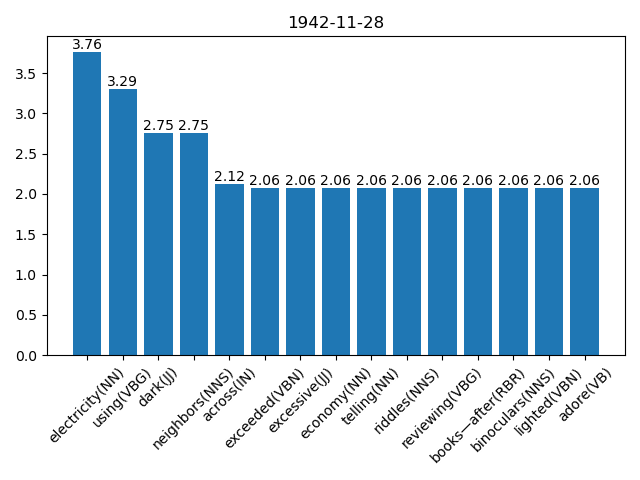 1942-11-28
3.76
3.29
2.75 2.75
2.12 2.06 2.06 2.06 2.06 2.06 2.06 2.06 2.06 2.06 2.06
3.5
3.0
2.5
2.0
1.5
1.0
0.5
0.0
electricity(NN)
using(VBG)
dark(JJ)
neighbors(NNS)
across(IN)
exceeded(VBN)
excessive(JJ)
economy(NN)
telling(NN)
riddles(NNS)
reviewing(VBG)
books—after(RBR)
binoculars(NNS)
lighted(VBN)
adore(VB)